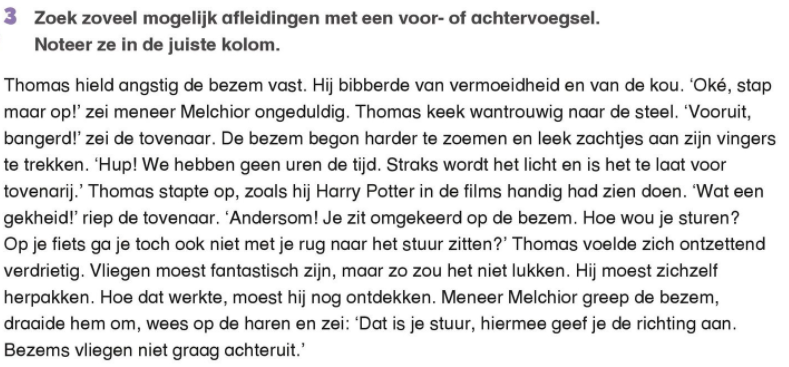 3 Zoek zoveel mogelijk afleidingen met een voor- of achtervoegsel.
Noteer ze in de juiste kolom.
Thomas hield angstig de bezem vast. Hij bibberde van vermoeidheid en van de kou. ‘Oké, stap
maar op!’ zei meneer Melchior ongeduldig. Thomas keek wantrouwig naar de steel. ‘Vooruit,
bangerd!’ zei de tovenaar. De bezem begon harder te zoemen en leek zachtjes aan zijn vingers
te trekken. ‘Hup! We hebben geen uren de tijd. Straks wordt het licht en is het te laat voor
tovenarij.’ Thomas stapte op, zoals hij Harry Potter in de films handig had zien doen. ‘Wat een
gekheid!’ riep de tovenaar. ‘Andersom! Je zit omgekeerd op de bezem. Hoe wou je sturen?
Op je fiets ga je toch ook niet met je rug naar het stuur zitten?’ Thomas voelde zich ontzettend
verdrietig. Vliegen moest fantastisch zijn, maar zo zou het niet lukken. Hij moest zichzelf
herpakken. Hoe dat werkte, moest hij nog ontdekken. Meneer Melchior greep de bezem,
draaide hem om, wees op de haren en zei: ‘Dat is je stuur, hiermee geef je de richting aan.
Bezems vliegen niet graag achteruit.’